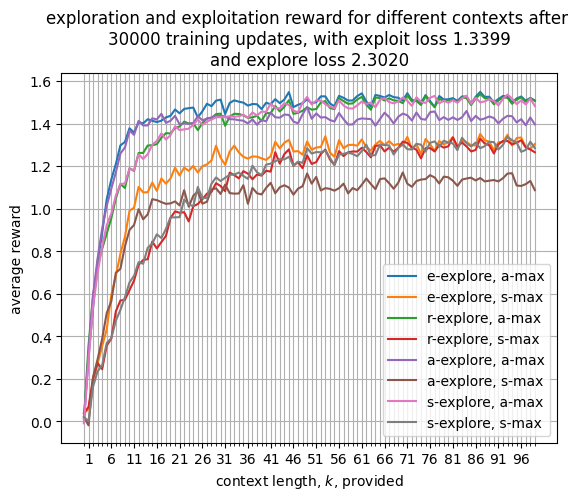 exploration and exploitation reward for different contexts after
30000 training updates, with exploit loss 1.3399
and explore loss 2.3020
1.6
1.4
1.2
1.0
0.8
0.6
0.4
0.2
0.0
average reward
e-explore, a-max
e-explore, s-max
r-explore, a-max
r-explore, s-max
a-explore, a-max
a-explore, s-max
s-explore, a-max
s-explore, s-max
1 6 11 16 21 26 31 36 41 46 51 56 61 66 71 76 81 86 91 96
context length, k, provided